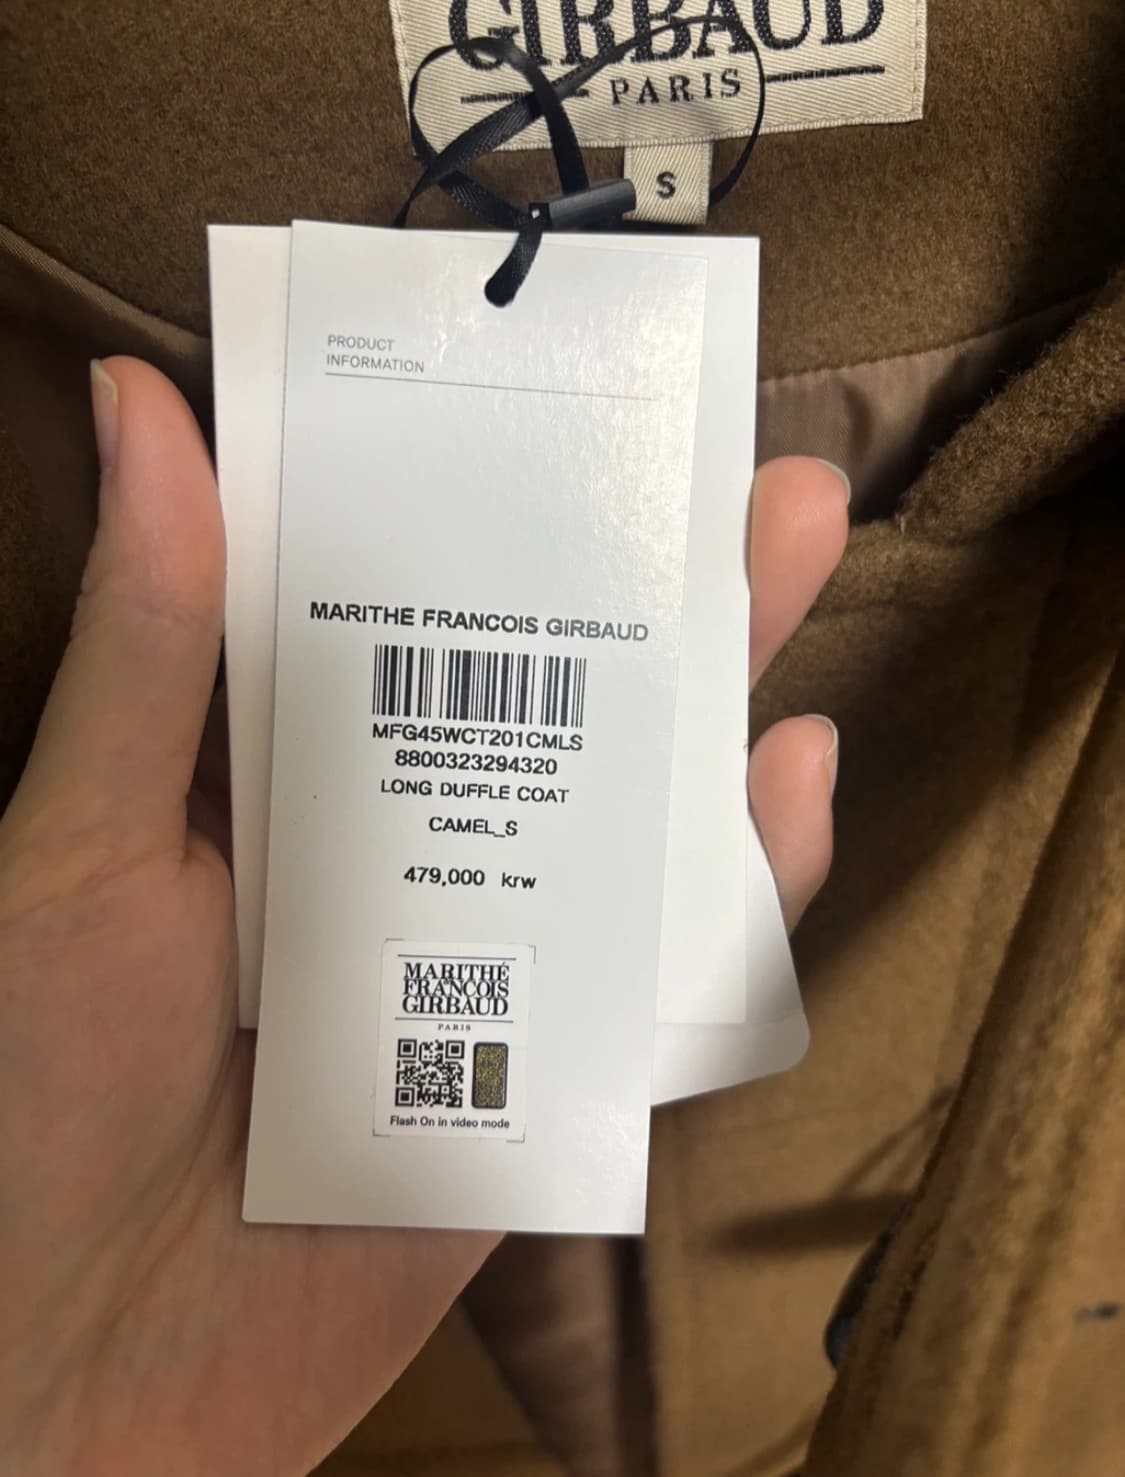 GIRBAUD
PARIS
S
PRODUCT
INFORMATION
MARITHE FRANCOIS GIRBAUD
MFG45WCT201CMLS
8800323294320
LONG DUFFLE COAT
CAMEL_S
479,000 krw
MARITHÉ
FRANCOIS
GIRBAUD
PARIS
Flash On in video mode